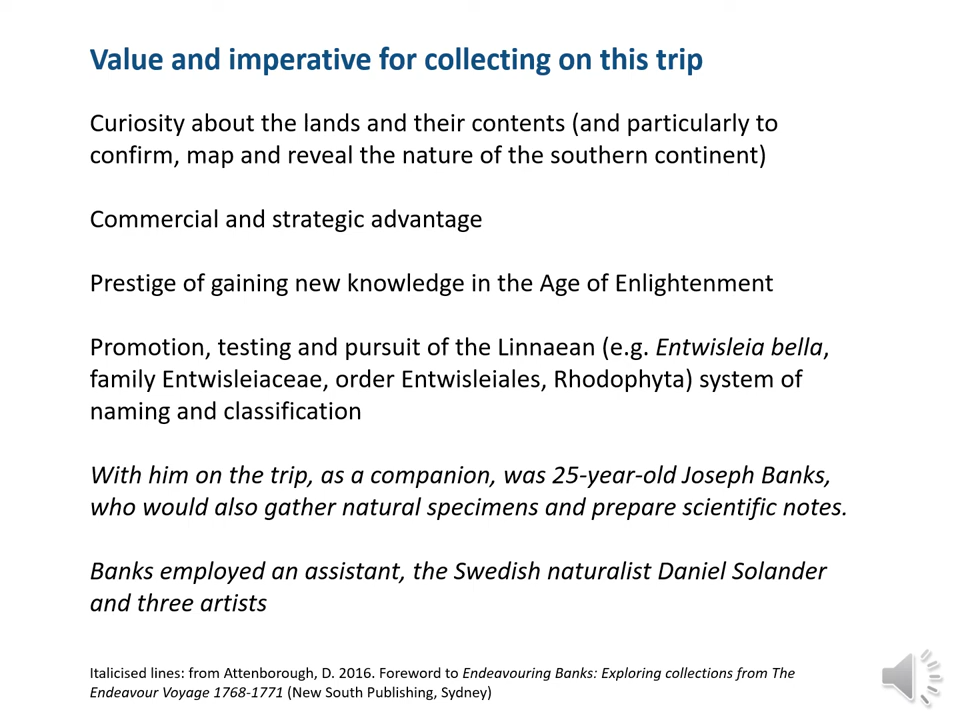 Value and imperative for collecting on this trip
Curiosity about the lands and their contents (and particularly to
confirm, map and reveal the nature of the southern continent)
Commercial and strategic advantage
Prestige of gaining new knowledge in the Age of Enlightenment
Promotion, testing and pursuit of the Linnaean (e.g. Entwisleia bella,
family Entwisleiaceae, order Entwisleiales, Rhodophyta) system of
naming and classification
With him on the trip, as a companion, was 25-year-old Joseph Banks,
who would also gather natural specimens and prepare scientific notes.
Banks employed an assistant, the Swedish naturalist Daniel Solander
and three artists
Italicised lines: from Attenborough, D. 2016. Foreword to Endeavouring Banks: Exploring collections from The
Endeavour Voyage 1768-1771 (New South Publishing, Sydney)